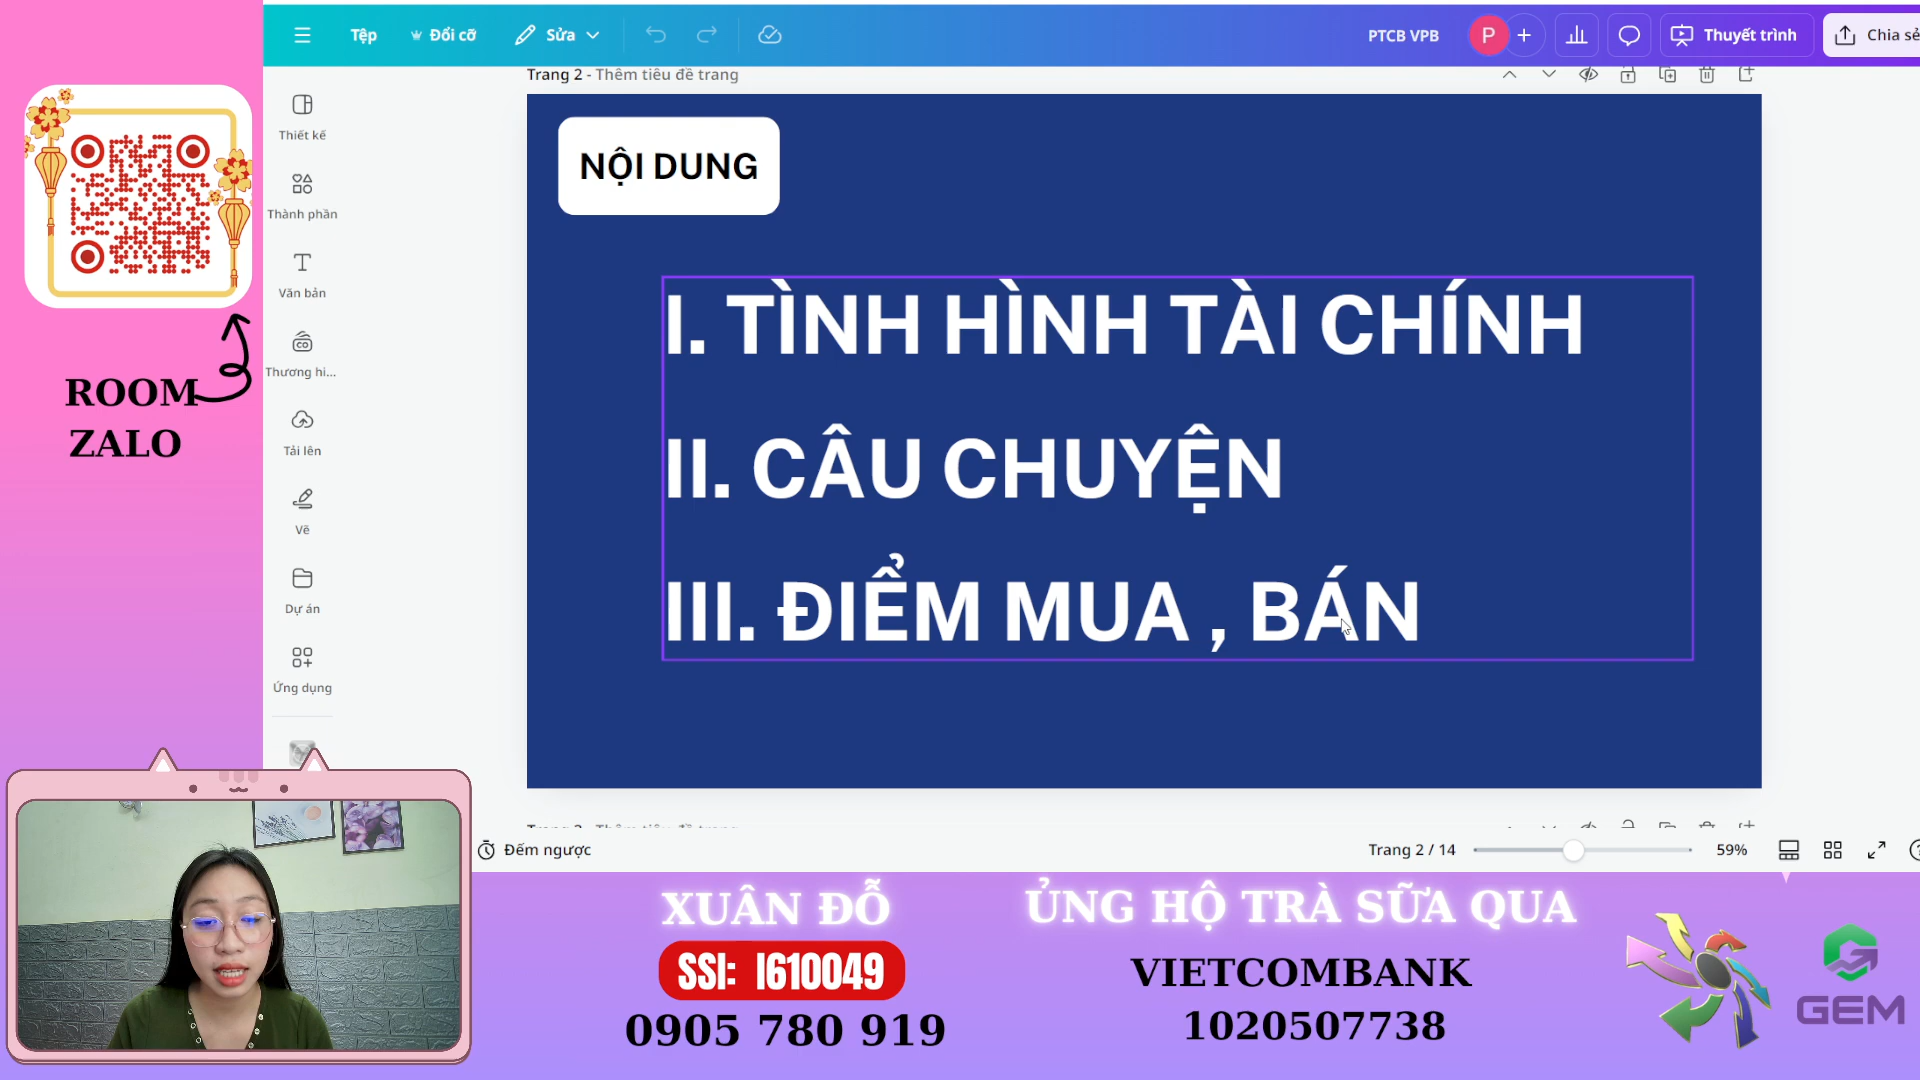 Tệp
Đổi cỡ
Sửa
PTCB VPB
P
Thuyết trình
Chia sẻ
Trang 2 - Thêm tiêu đề trang
Thiết kế
Thành phần
Văn bản
Thương hi...
Tải lên
Vẽ
Dự án
Ứng dụng
NỘI DUNG
I. TÌNH HÌNH TÀI CHÍNH
II. CÂU CHUYỆN
III. ĐIỂM MUA , BÁN
ROOM
ZALO
Đếm ngược
Trang 2 / 14
59%
XUÂN ĐỖ
SSI: I610049
0905 780 919
ỦNG HỘ TRÀ SỮA QUA
VIETCOMBANK
1020507738
GEM